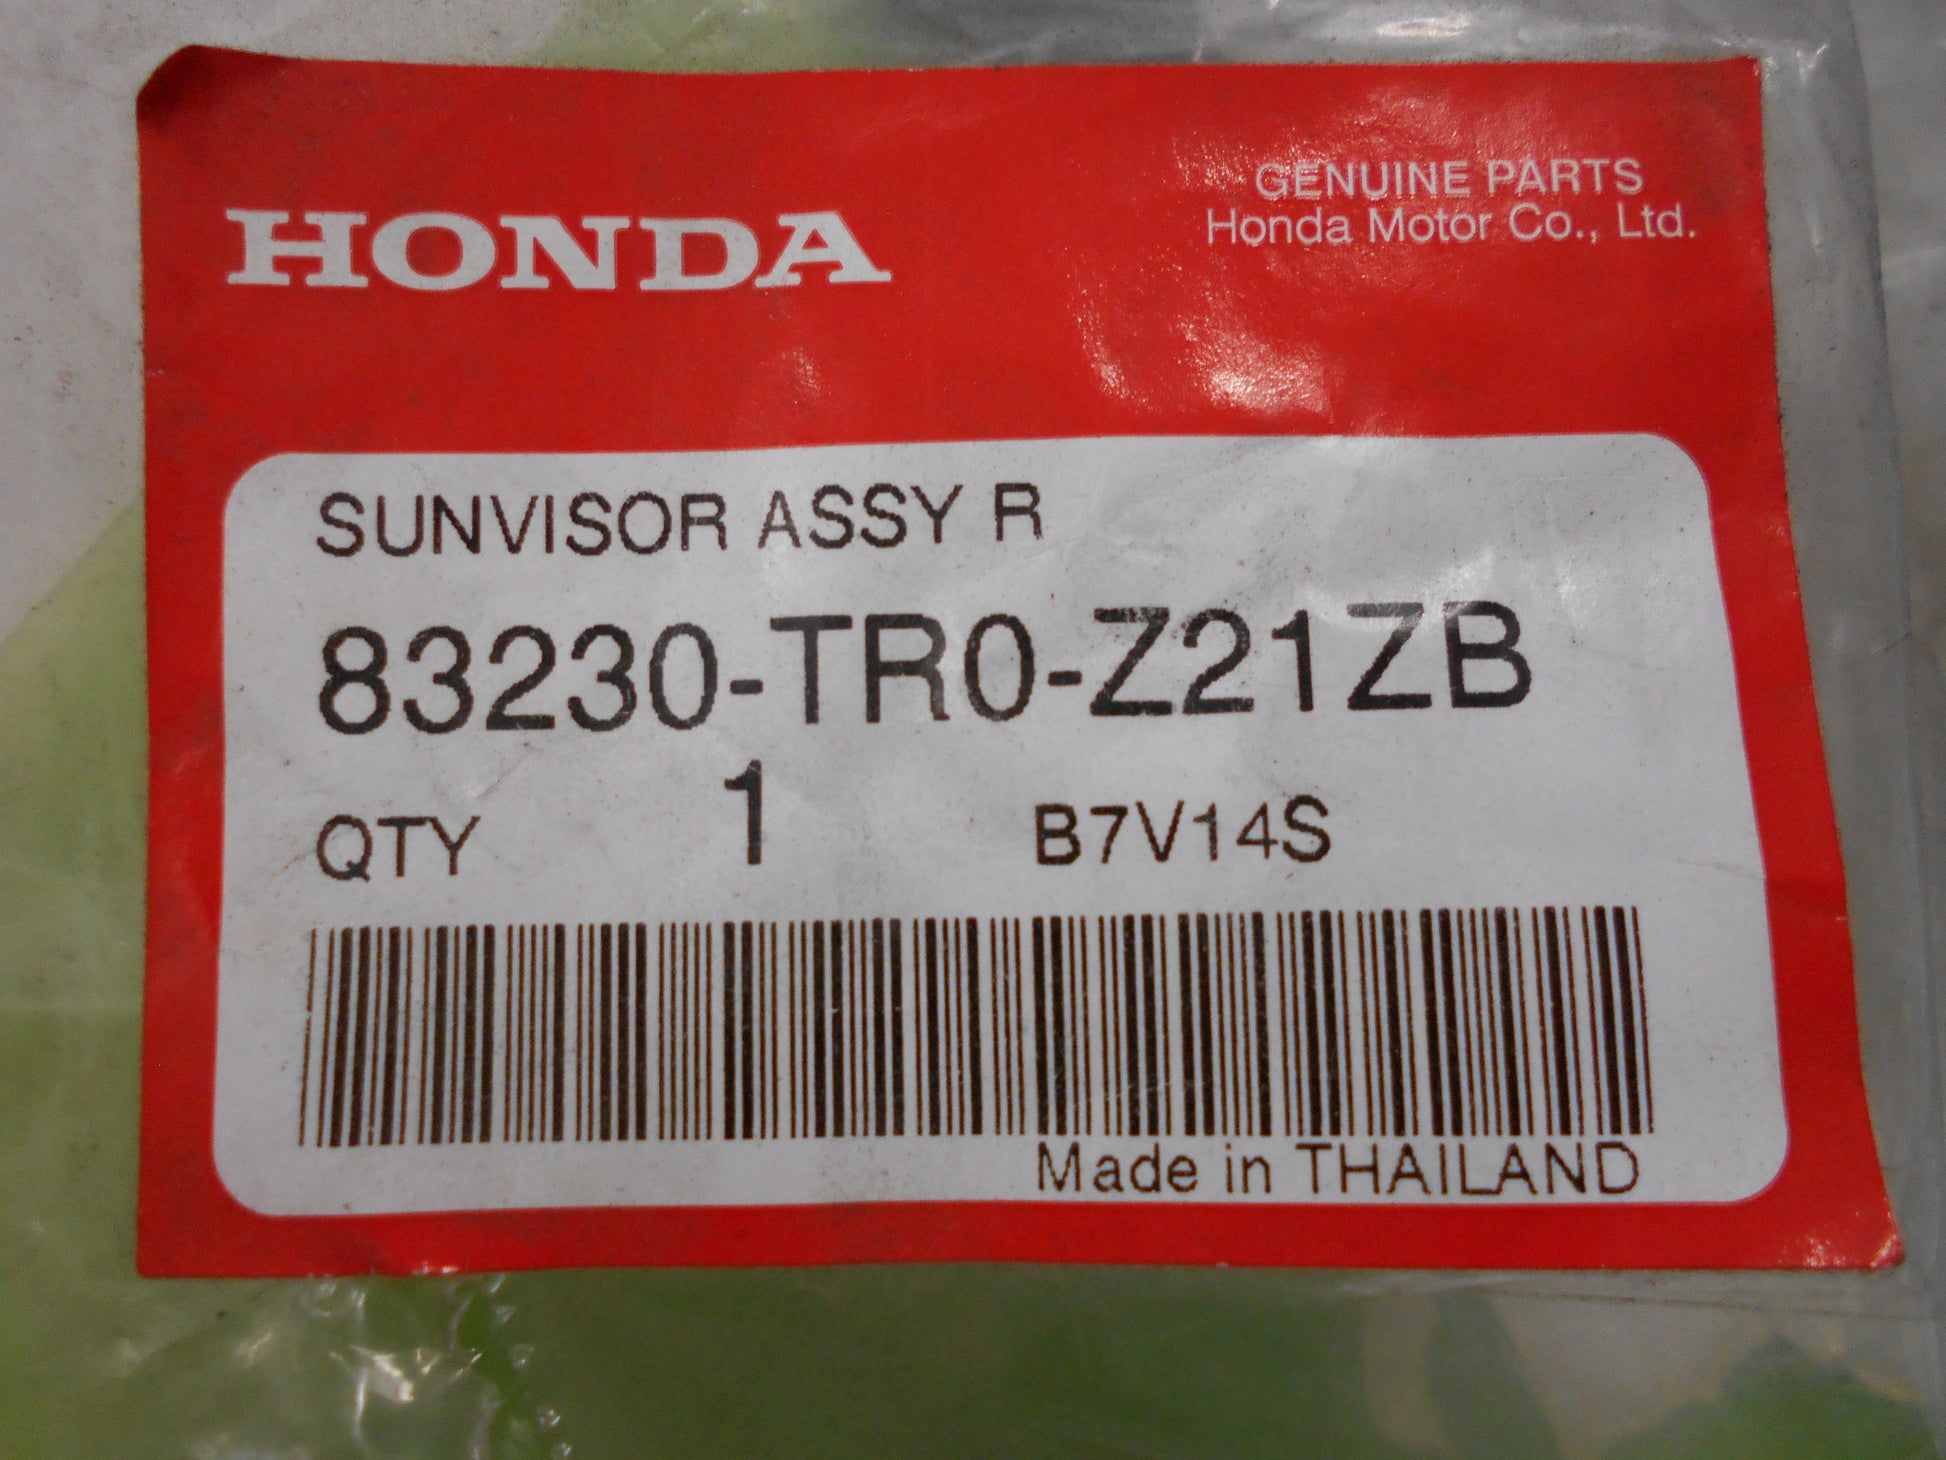 HONDA
GENUINE PARTS
Honda Motor Co., Ltd.
SUNVISOR ASSY R
83230-TR0-Z21ZB
QTY 1 B7V14S
Made in THAILAND